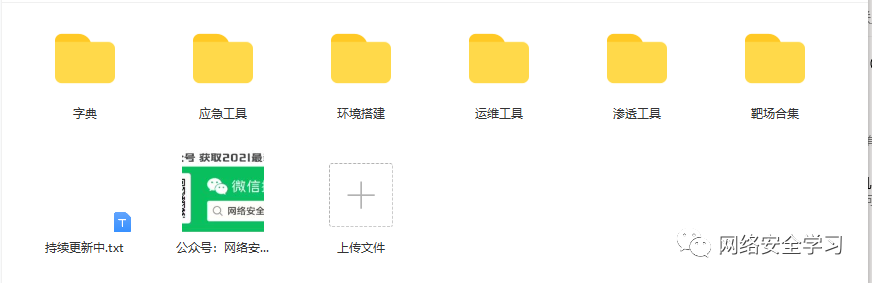 字典
应急工具
环境搭建
运维工具
渗透工具
靶场合集
众号 获取2021最
微信搜
网络安全
T
持续更新中.txt
公众号：网络安...
上传文件
网络安全学习